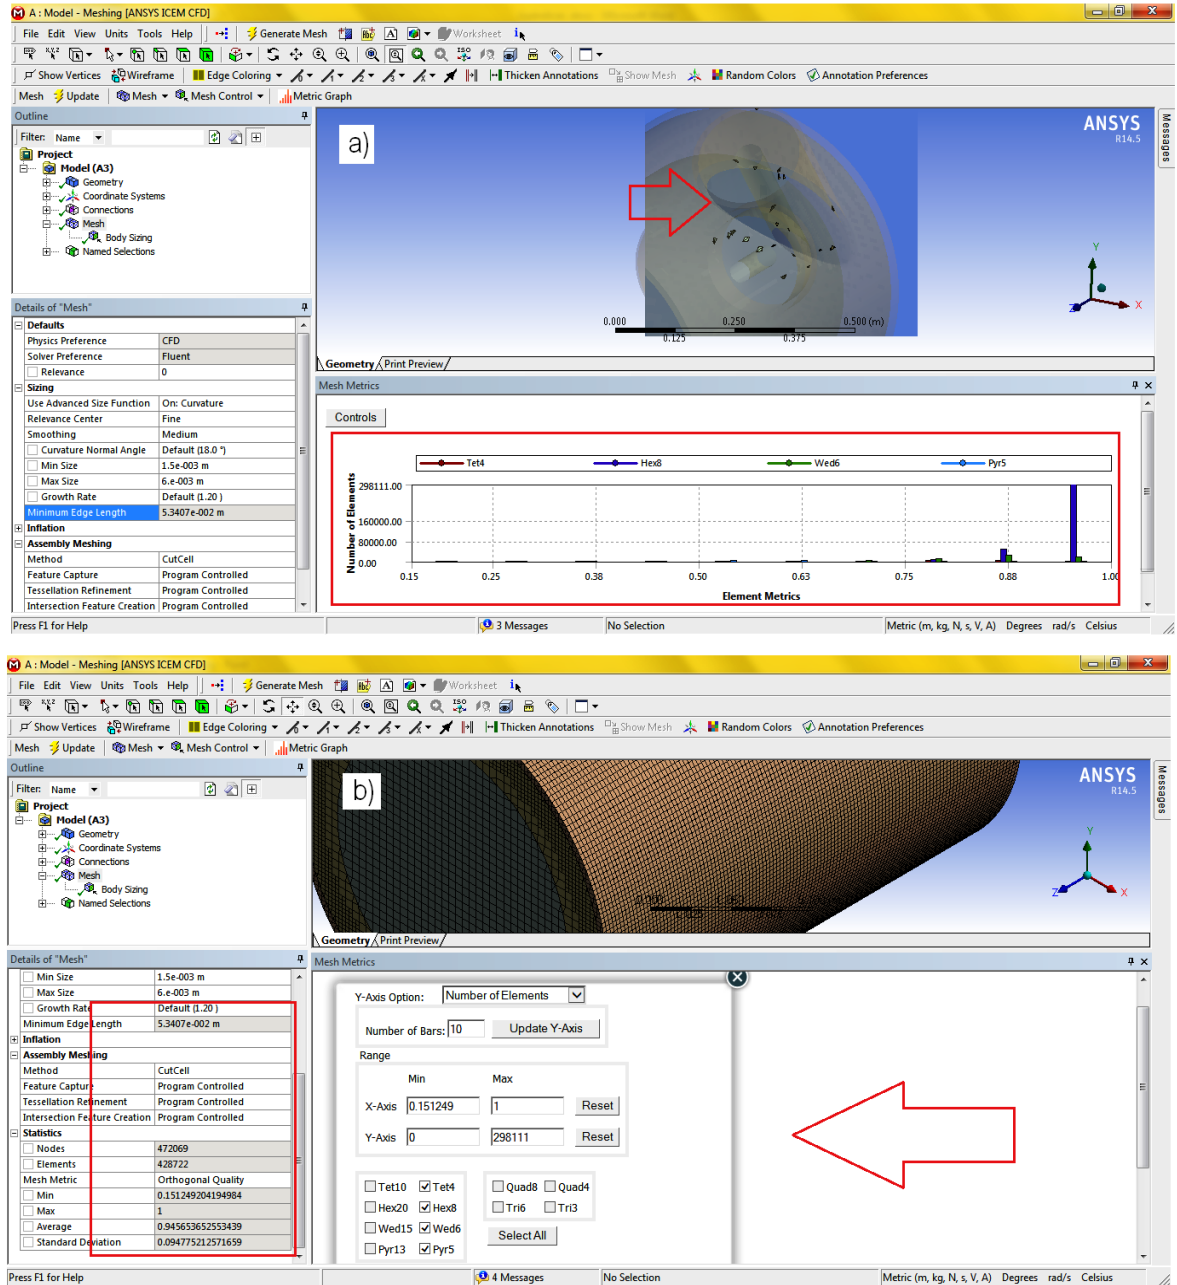 A : Model - Meshing [ANSYS ICEM CFD]
File Edit View Units Tools Help Generate Mesh A Worksheet i
Show Vertices Wireframe Edge Coloring Thicken Annotations Show Mesh Random Colors Annotation Preferences
Mesh Update Mesh Mesh Control Metric Graph
Outline
Filter: Name
Project
Model (A3)
Geometry
Coordinate Systems
Connections
Mesh
Body Sizing
Named Selections
a)
ANSYS
R14.5
Messages
Y
X
Z
0.000 0.250 0.500 (m)
0.125 0.375
Geometry Print Preview
Details of "Mesh"
Defaults
Physics Preference CFD
Solver Preference Fluent
Relevance 0
Sizing
Use Advanced Size Function On: Curvature
Relevance Center Fine
Smoothing Medium
Curvature Normal Angle Default (18.0 °)
Min Size 1.5e-003 m
Max Size 6.e-003 m
Growth Rate Default (1.20 )
Minimum Edge Length 5.3407e-002 m
Inflation
Assembly Meshing
Method CutCell
Feature Capture Program Controlled
Tessellation Refinement Program Controlled
Intersection Feature Creation Program Controlled
Mesh Metrics
Controls
Tet4 Hex8 Wed6 Pyr5
Number of Elements
298111.00
160000.00
80000.00
0.00
0.15 0.25 0.38 0.50 0.63 0.75 0.88 1.00
Element Metrics
Press F1 for Help 3 Messages No Selection Metric (m, kg, N, s, V, A) Degrees rad/s Celsius
A : Model - Meshing [ANSYS ICEM CFD]
File Edit View Units Tools Help Generate Mesh A Worksheet i
Show Vertices Wireframe Edge Coloring Thicken Annotations Show Mesh Random Colors Annotation Preferences
Mesh Update Mesh Mesh Control Metric Graph
Outline
Filter: Name
Project
Model (A3)
Geometry
Coordinate Systems
Connections
Mesh
Body Sizing
Named Selections
b)
ANSYS
R14.5
Messages
Y
Z X
Geometry Print Preview
Details of "Mesh"
Min Size 1.5e-003 m
Max Size 6.e-003 m
Growth Rate Default (1.20 )
Minimum Edge Length 5.3407e-002 m
Inflation
Assembly Meshing
Method CutCell
Feature Capture Program Controlled
Tessellation Refinement Program Controlled
Intersection Feature Creation Program Controlled
Statistics
Nodes 472069
Elements 428722
Mesh Metric Orthogonal Quality
Min 0.151249204194984
Max 1
Average 0.945653652553439
Standard Deviation 0.094775212571659
Mesh Metrics
Y-Axis Option: Number of Elements
Number of Bars: 10 Update Y-Axis
Range
Min Max
X-Axis 0.151249 1 Reset
Y-Axis 0 298111 Reset
Tet10 Tet4 Quad8 Quad4
Hex20 Hex8 Tri6 Tri3
Wed15 Wed6
Select All
Pyr13 Pyr5
Press F1 for Help 4 Messages No Selection Metric (m, kg, N, s, V, A) Degrees rad/s Celsius